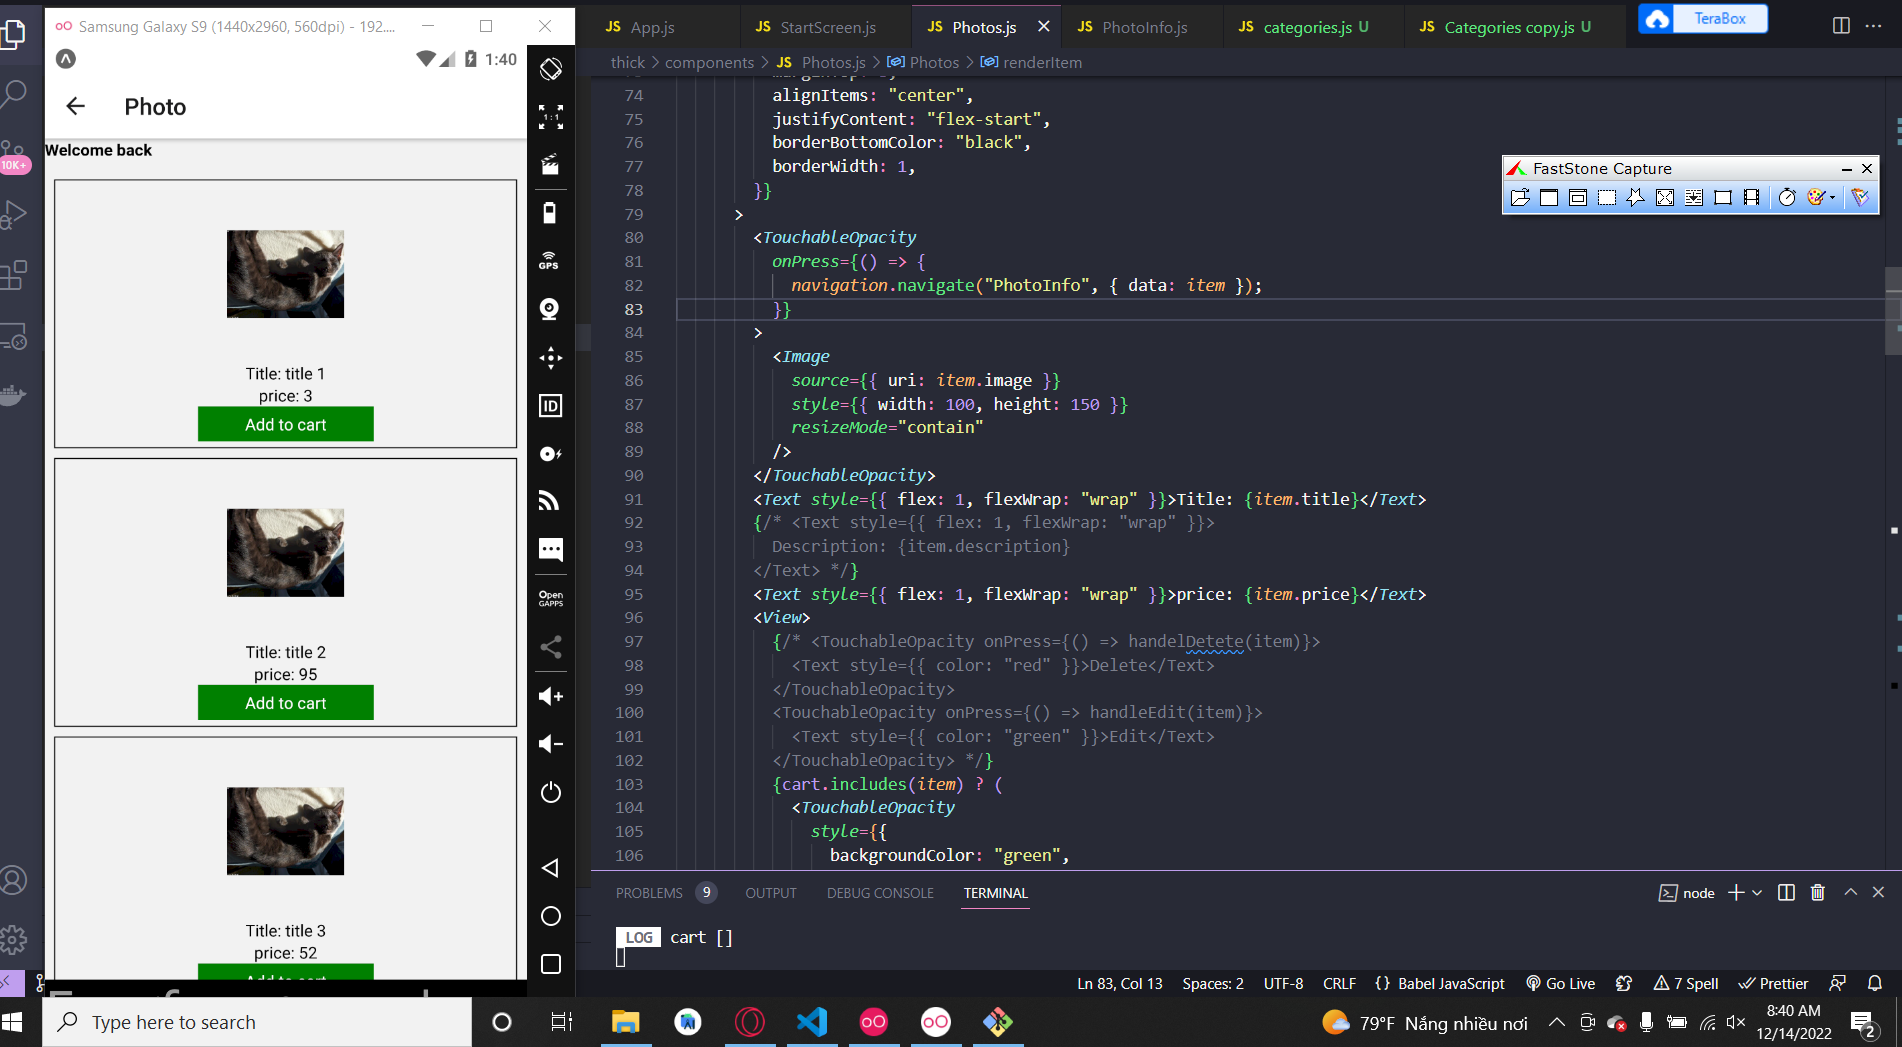 Samsung Galaxy S9 (1440x2960, 560dpi) - 192....
1:40
Photo
Welcome back
Title: title 1
price: 3
Add to cart
Title: title 2
price: 95
Add to cart
Title: title 3
price: 52
Add to cart
10K+
1:1
GPS
ID
Open
GAPPS
JS App.js
JS StartScreen.js
JS Photos.js
JS PhotoInfo.js
JS categories.js U
JS Categories copy.js U
TeraBox
thick > components > JS Photos.js > Photos > renderItem
FastStone Capture
74 alignItems: "center",
75 justifyContent: "flex-start",
76 borderBottomColor: "black",
77 borderWidth: 1,
78 }}
79 >
80 <TouchableOpacity
81 onPress={() => {
82 navigation.navigate("PhotoInfo", { data: item });
83 }}
84 >
85 <Image
86 source={{ uri: item.image }}
87 style={{ width: 100, height: 150 }}
88 resizeMode="contain"
89 />
90 </TouchableOpacity>
91 <Text style={{ flex: 1, flexWrap: "wrap" }}>Title: {item.title}</Text>
92 {/* <Text style={{ flex: 1, flexWrap: "wrap" }}>
93 Description: {item.description}
94 </Text> */}
95 <Text style={{ flex: 1, flexWrap: "wrap" }}>price: {item.price}</Text>
96 <View>
97 {/* <TouchableOpacity onPress={() => handelDetete(item)}>
98 <Text style={{ color: "red" }}>Delete</Text>
99 </TouchableOpacity>
100 <TouchableOpacity onPress={() => handleEdit(item)}>
101 <Text style={{ color: "green" }}>Edit</Text>
102 </TouchableOpacity> */}
103 {cart.includes(item) ? (
104 <TouchableOpacity
105 style={{
106 backgroundColor: "green",
PROBLEMS 9 OUTPUT DEBUG CONSOLE TERMINAL
node
LOG cart []
Ln 83, Col 13 Spaces: 2 UTF-8 CRLF {} Babel JavaScript Go Live 7 Spell Prettier
Type here to search
79°F Nắng nhiều nơi
8:40 AM
12/14/2022
2